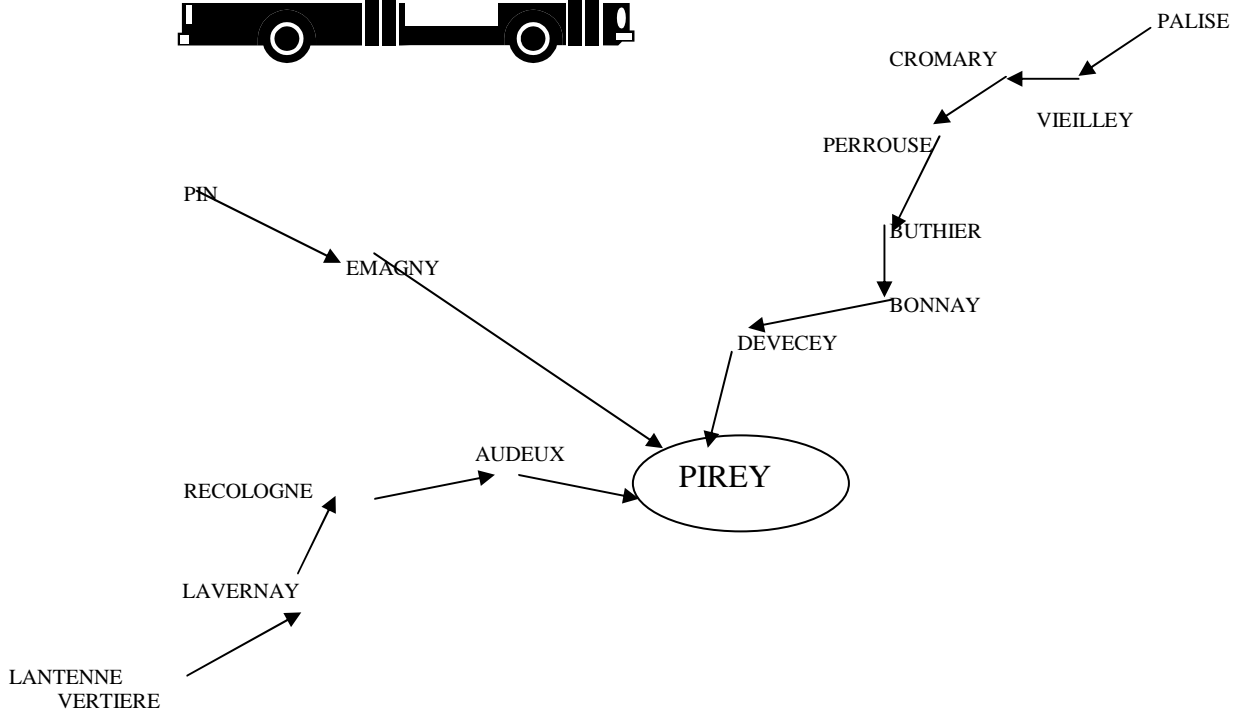 PALISE
CROMARY
VIEILLEY
PERROUSE
PIN
BUTHIER
EMAGNY
BONNAY
DEVECEY
AUDEUX
PIREY
RECOLOGNE
LAVERNAY
LANTENNE
VERTIERE